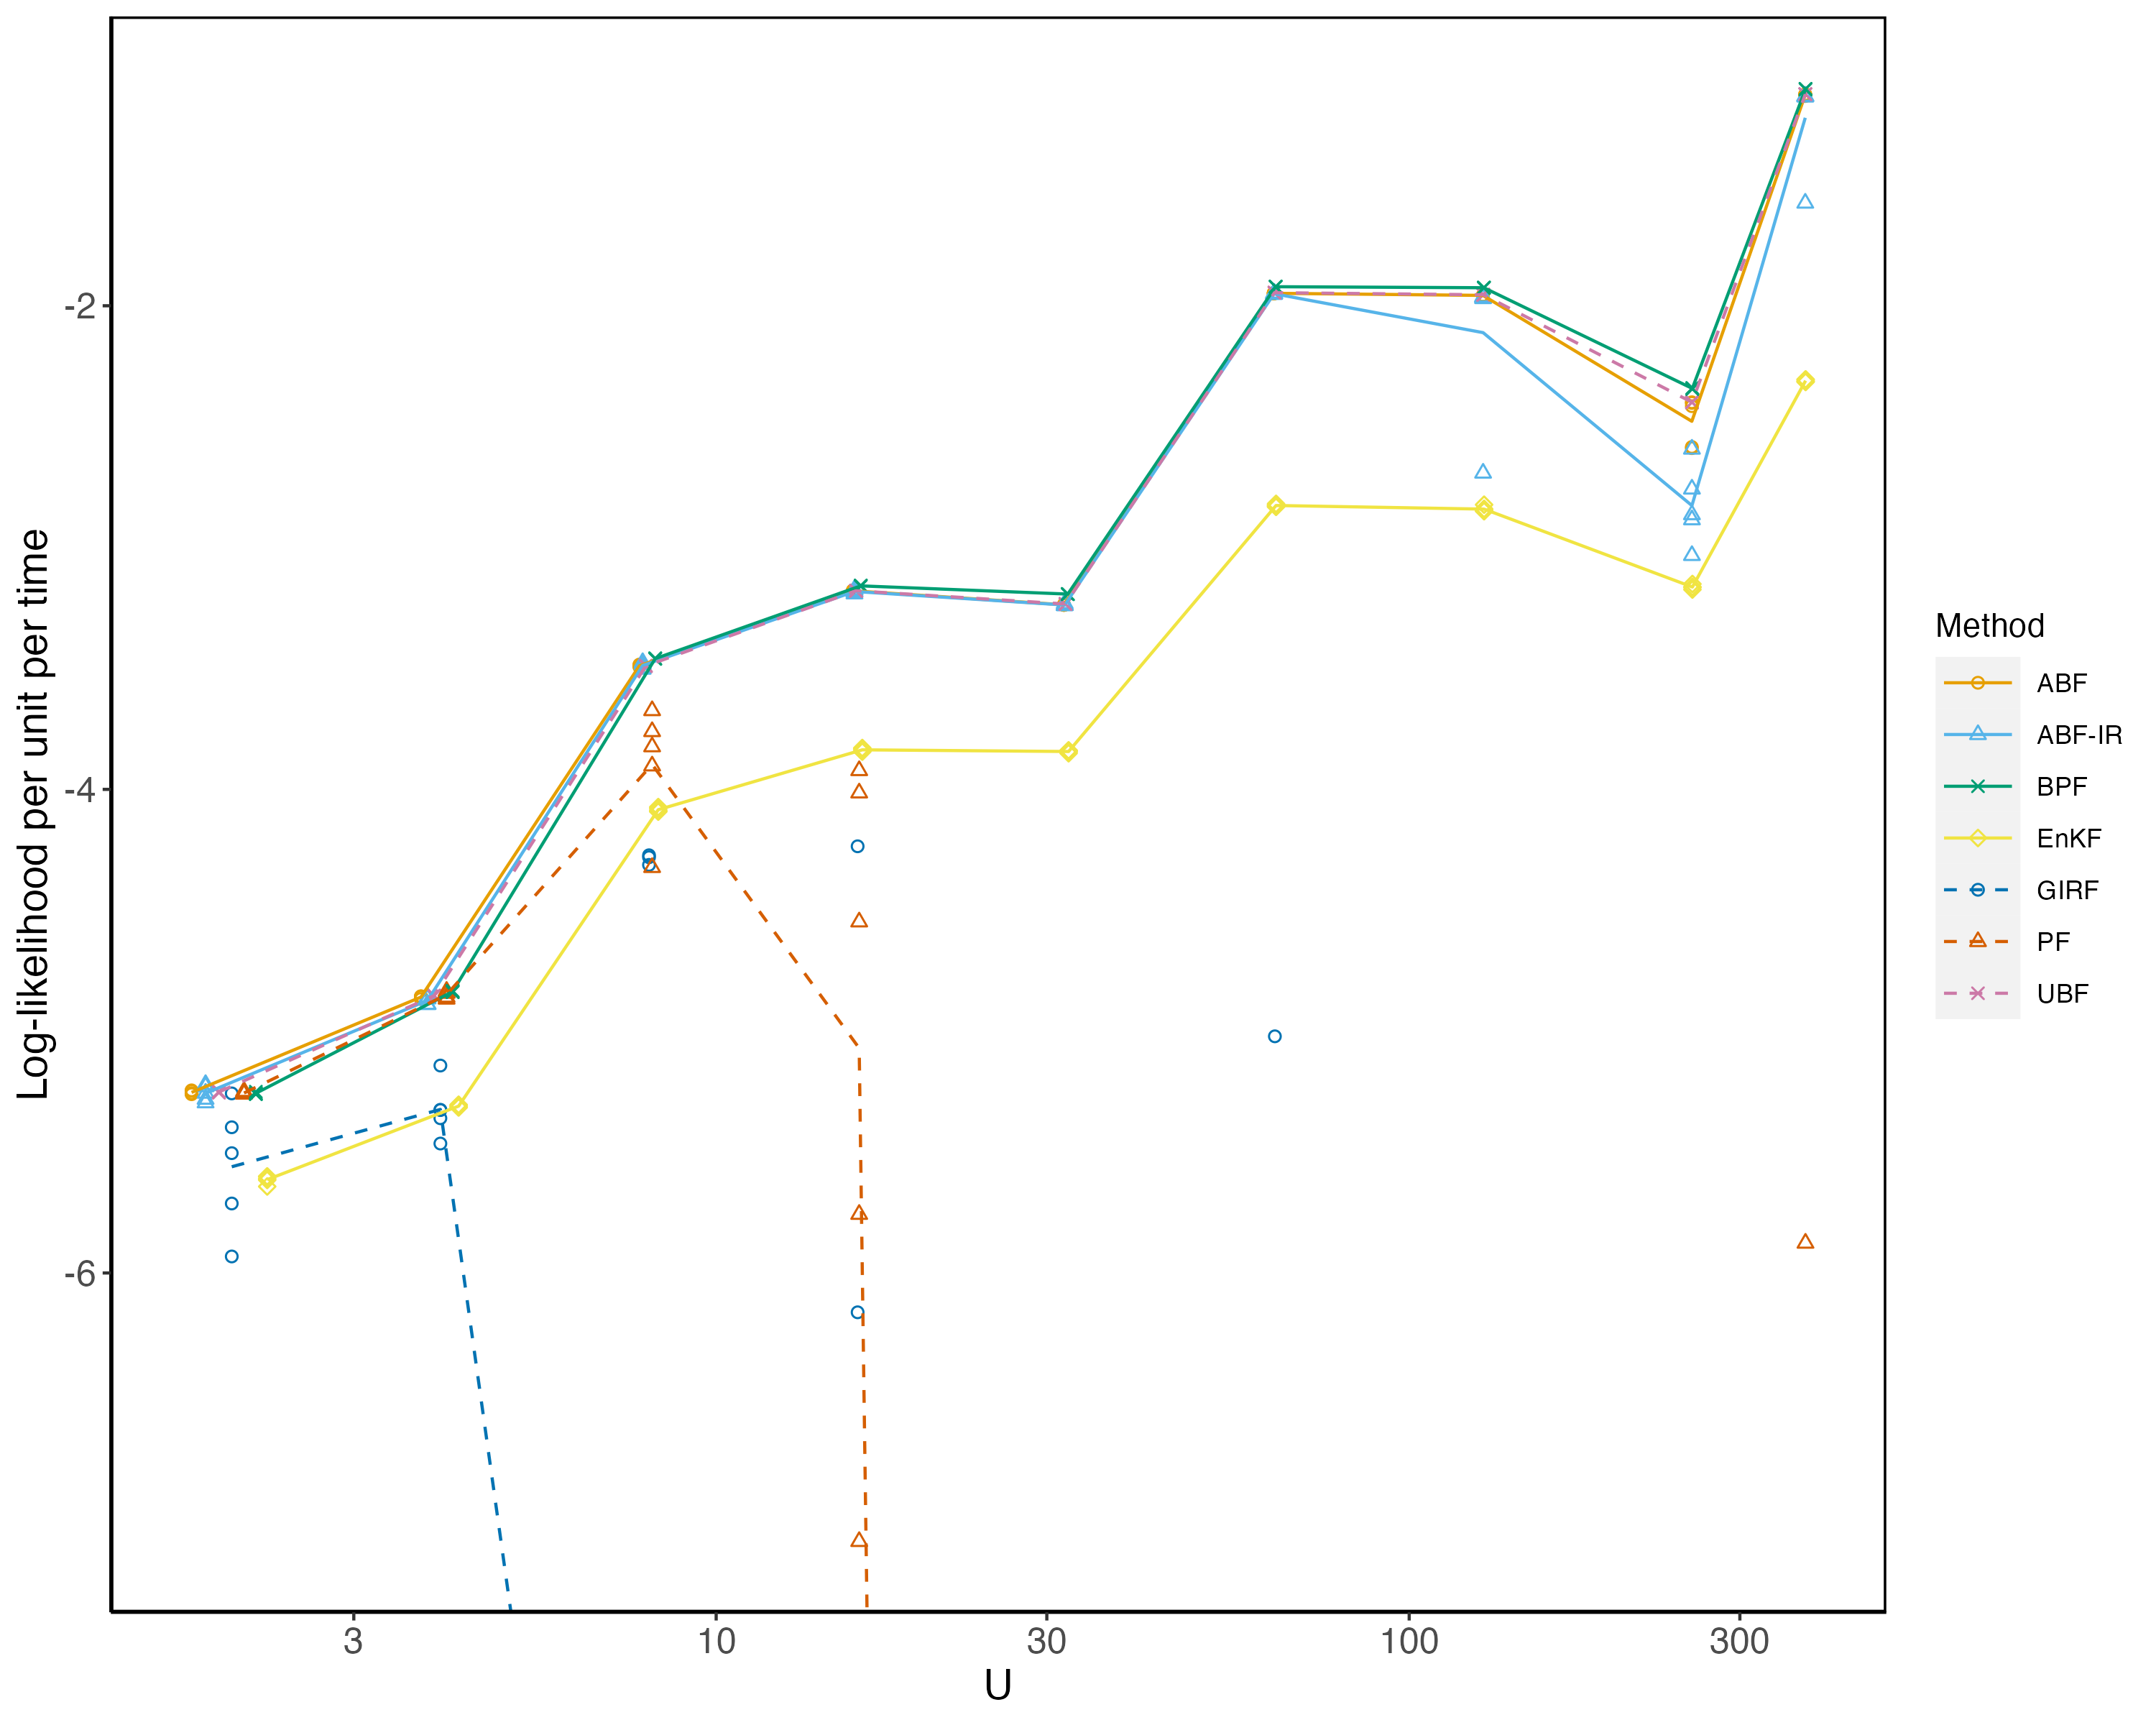 Log-likelihood per unit per time
-2
-4
-6
3
10
30
100
300
U
Method
ABF
ABF-IR
BPF
EnKF
GIRF
PF
UBF